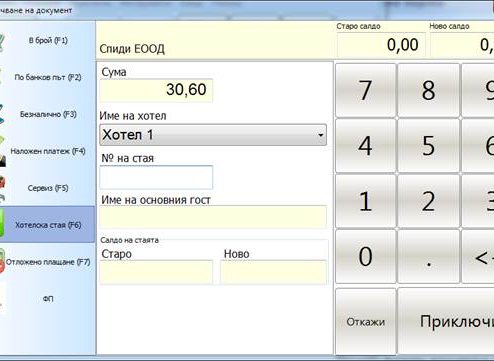 чване на документ
В брой (F1)
По банков път (F2)
Безналично (F3)
Наложен платеж (F4)
Сервиз (F5)
Хотелска стая (F6)
Отложено плащане (F7)
ФП
Спиди ЕООД
Старо салдо
Ново салдо
0,00
0,
Сума
30,60
Име на хотел
Хотел 1
№ на стая
Име на основния гост
Салдо на стаята
Старо
Ново
7 8 9
4 5 6
1 2 3
0 . <-
Откажи
Приключи